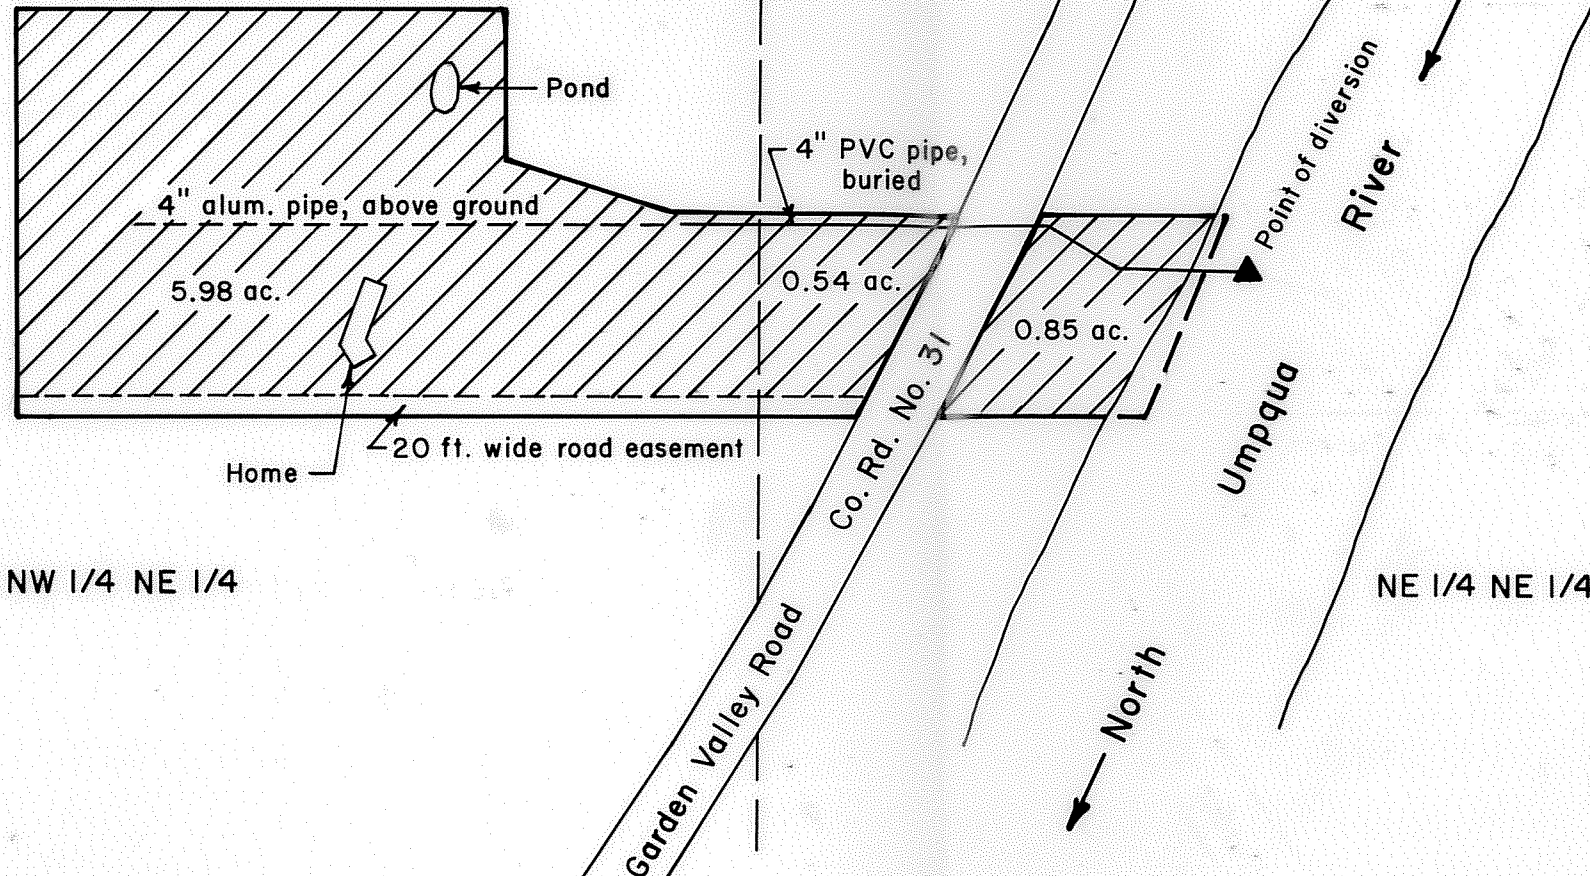 Pond
4" PVC pipe,
buried
4" alum. pipe, above ground
5.98 ac.
0.54 ac.
0.85 ac.
Point of diversion
North Umpqua River
Garden Valley Road Co. Rd. No. 31
20 ft. wide road easement
Home
NW 1/4 NE 1/4
NE 1/4 NE 1/4